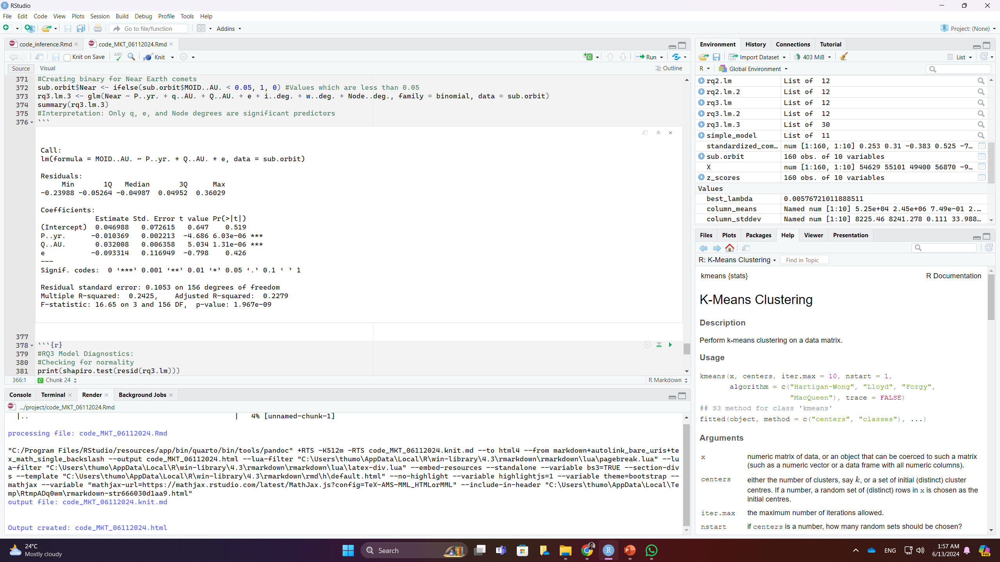 RStudio
File Edit Code View Plots Session Build Debug Profile Tools Help
Go to file/function Addins Project: (None)
code_inference.Rmd code_MKT_06112024.Rmd
Knit on Save ABC Knit Run
Source Visual Outline
371 #Creating binary for Near Earth comets
372 sub.orbit$Near <- ifelse(sub.orbit$MOID..AU. < 0.05, 1, 0) #Values which are less than 0.05
373 rq3.lm.3 <- glm(Near ~ P..yr. + q..AU. + Q..AU. + e + i..deg. + w..deg. + Node..deg., family = binomial, data = sub.orbit)
374 summary(rq3.lm.3)
375 #Interpretation: Only q, e, and Node degrees are significant predictors
376 ```
Call:
lm(formula = MOID..AU. ~ P..yr. + Q..AU. + e, data = sub.orbit)
Residuals:
Min 1Q Median 3Q Max
-0.23988 -0.05264 -0.04987 0.04952 0.36029
Coefficients:
Estimate Std. Error t value Pr(>|t|)
(Intercept) 0.046988 0.072615 0.647 0.519
P..yr. -0.010369 0.002213 -4.686 6.03e-06 ***
Q..AU. 0.032008 0.006358 5.034 1.31e-06 ***
e -0.093314 0.116949 -0.798 0.426
---
Signif. codes: 0 ‘***’ 0.001 ‘**’ 0.01 ‘*’ 0.05 ‘.’ 0.1 ‘ ’ 1
Residual standard error: 0.1053 on 156 degrees of freedom
Multiple R-squared: 0.2425, Adjusted R-squared: 0.2279
F-statistic: 16.65 on 3 and 156 DF, p-value: 1.967e-09
377
378 ```{r}
379 #RQ3 Model Diagnostics:
380 #Checking for normality
381 print(shapiro.test(resid(rq3.lm)))
366:1 Chunk 24 R Markdown
Console Terminal Render Background Jobs
.../project/code_MKT_06112024.Rmd
|.. | 4% [unnamed-chunk-1]
processing file: code_MKT_06112024.Rmd
"C:/Program Files/RStudio/resources/app/bin/quarto/bin/tools/pandoc" +RTS -K512m -RTS code_MKT_06112024.knit.md --to html4 --from markdown+autolink_bare_uris+te
x_math_single_backslash --output code_MKT_06112024.html --lua-filter "C:\Users\thumo\AppData\Local\R\win-library\4.3\rmarkdown\rmarkdown\lua\pagebreak.lua" --lu
a-filter "C:\Users\thumo\AppData\Local\R\win-library\4.3\rmarkdown\rmarkdown\lua\latex-div.lua" --embed-resources --standalone --variable bs3=TRUE --section-div
s --template "C:\Users\thumo\AppData\Local\R\win-library\4.3\rmarkdown\rmd\h\default.html" --no-highlight --variable highlightjs=1 --variable theme=bootstrap --
mathjax --variable "mathjax-url=https://mathjax.rstudio.com/latest/MathJax.js?config=TeX-AMS-MML_HTMLorMML" --include-in-header "C:\Users\thumo\AppData\Local\Te
mp\RtmpADq0wm\rmarkdown-str666030d1aa9.html"
output file: code_MKT_06112024.knit.md
Output created: code_MKT_06112024.html
Environment History Connections Tutorial
Import Dataset 403 MiB List
R Global Environment
rq2.lm List of 12
rq2.lm.2 List of 12
rq3.lm List of 12
rq3.lm.2 List of 12
rq3.lm.3 List of 30
simple_model List of 11
standardized_com… num [1:160, 1:10] 0.253 0.31 -0.383 0.525 -7…
sub.orbit 160 obs. of 10 variables
X num [1:160, 1:10] 54629 55101 49400 56870 -9…
z_scores 160 obs. of 10 variables
Values
best_lambda 0.00576721011888511
column_means Named num [1:10] 5.25e+04 2.45e+06 7.49e-01 2.…
column_stddev Named num [1:10] 8225.46 8241.278 0.111 33.988…
Files Plots Packages Help Viewer Presentation
R: K-Means Clustering Find in Topic
kmeans {stats} R Documentation
K-Means Clustering
Description
Perform k-means clustering on a data matrix.
Usage
kmeans(x, centers, iter.max = 10, nstart = 1,
algorithm = c("Hartigan-Wong", "Lloyd", "Forgy",
"MacQueen"), trace = FALSE)
## S3 method for class 'kmeans'
fitted(object, method = c("centers", "classes"), ...)
Arguments
x numeric matrix of data, or an object that can be coerced to such a matrix
(such as a numeric vector or a data frame with all numeric columns).
centers either the number of clusters, say k, or a set of initial (distinct) cluster
centres. If a number, a random set of (distinct) rows in x is chosen as the
initial centres.
iter.max the maximum number of iterations allowed.
nstart if centers is a number, how many random sets should be chosen?
24°C
Mostly cloudy
Search
ENG
1:57 AM
6/13/2024
PRE